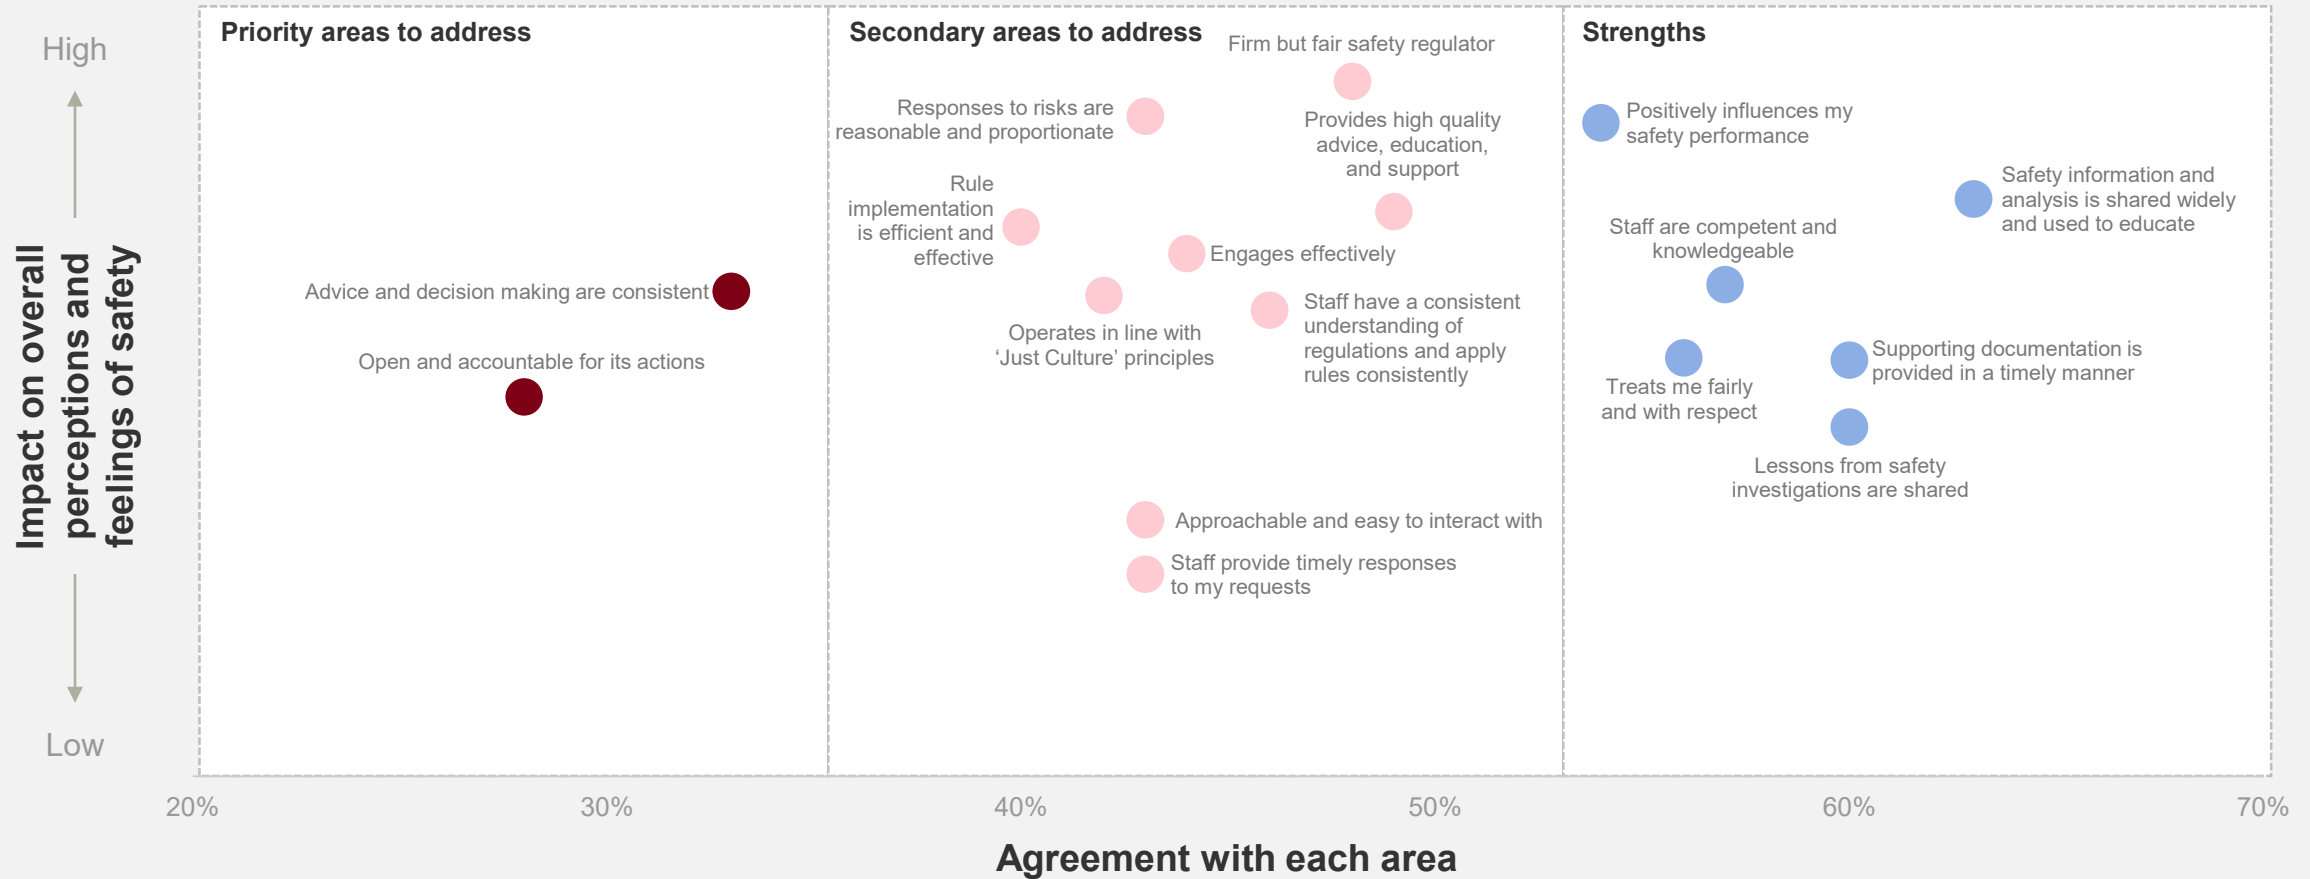 High
Impact on overall
perceptions and
feelings of safety
Low
Priority areas to address
Advice and decision making are consistent
Open and accountable for its actions
Secondary areas to address
Firm but fair safety regulator
Responses to risks are
reasonable and proportionate
Provides high quality
advice, education,
and support
Rule
implementation
is efficient and
effective
Engages effectively
Operates in line with
‘Just Culture’ principles
Staff have a consistent
understanding of
regulations and apply
rules consistently
Approachable and easy to interact with
Staff provide timely responses
to my requests
Strengths
Positively influences my
safety performance
Safety information and
analysis is shared widely
and used to educate
Staff are competent and
knowledgeable
Treats me fairly
and with respect
Supporting documentation is
provided in a timely manner
Lessons from safety
investigations are shared
20%
30%
40%
50%
60%
70%
Agreement with each area